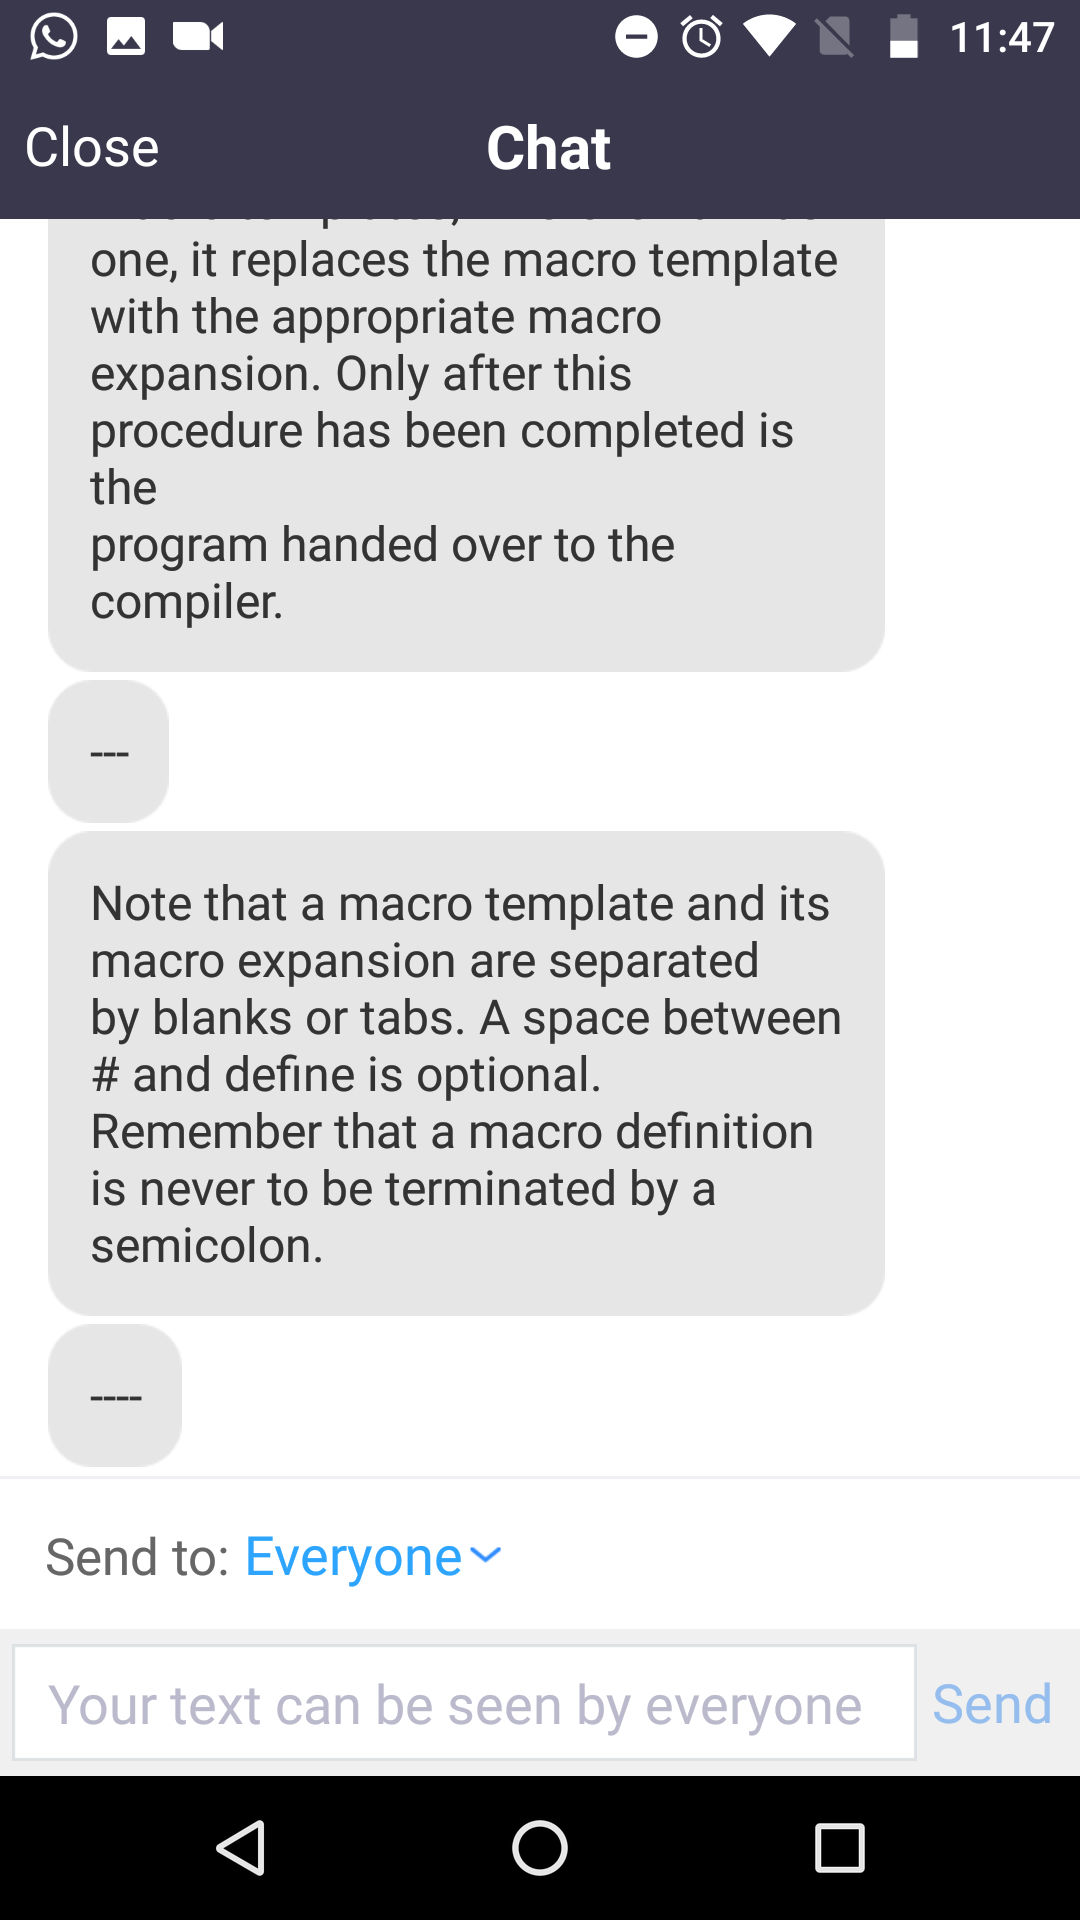 11:47
Close
Chat
one, it replaces the macro template
with the appropriate macro
expansion. Only after this
procedure has been completed is
the
program handed over to the
compiler.
---
Note that a macro template and its
macro expansion are separated
by blanks or tabs. A space between
# and define is optional.
Remember that a macro definition
is never to be terminated by a
semicolon.
----
Send to: Everyone
Your text can be seen by everyone
Send